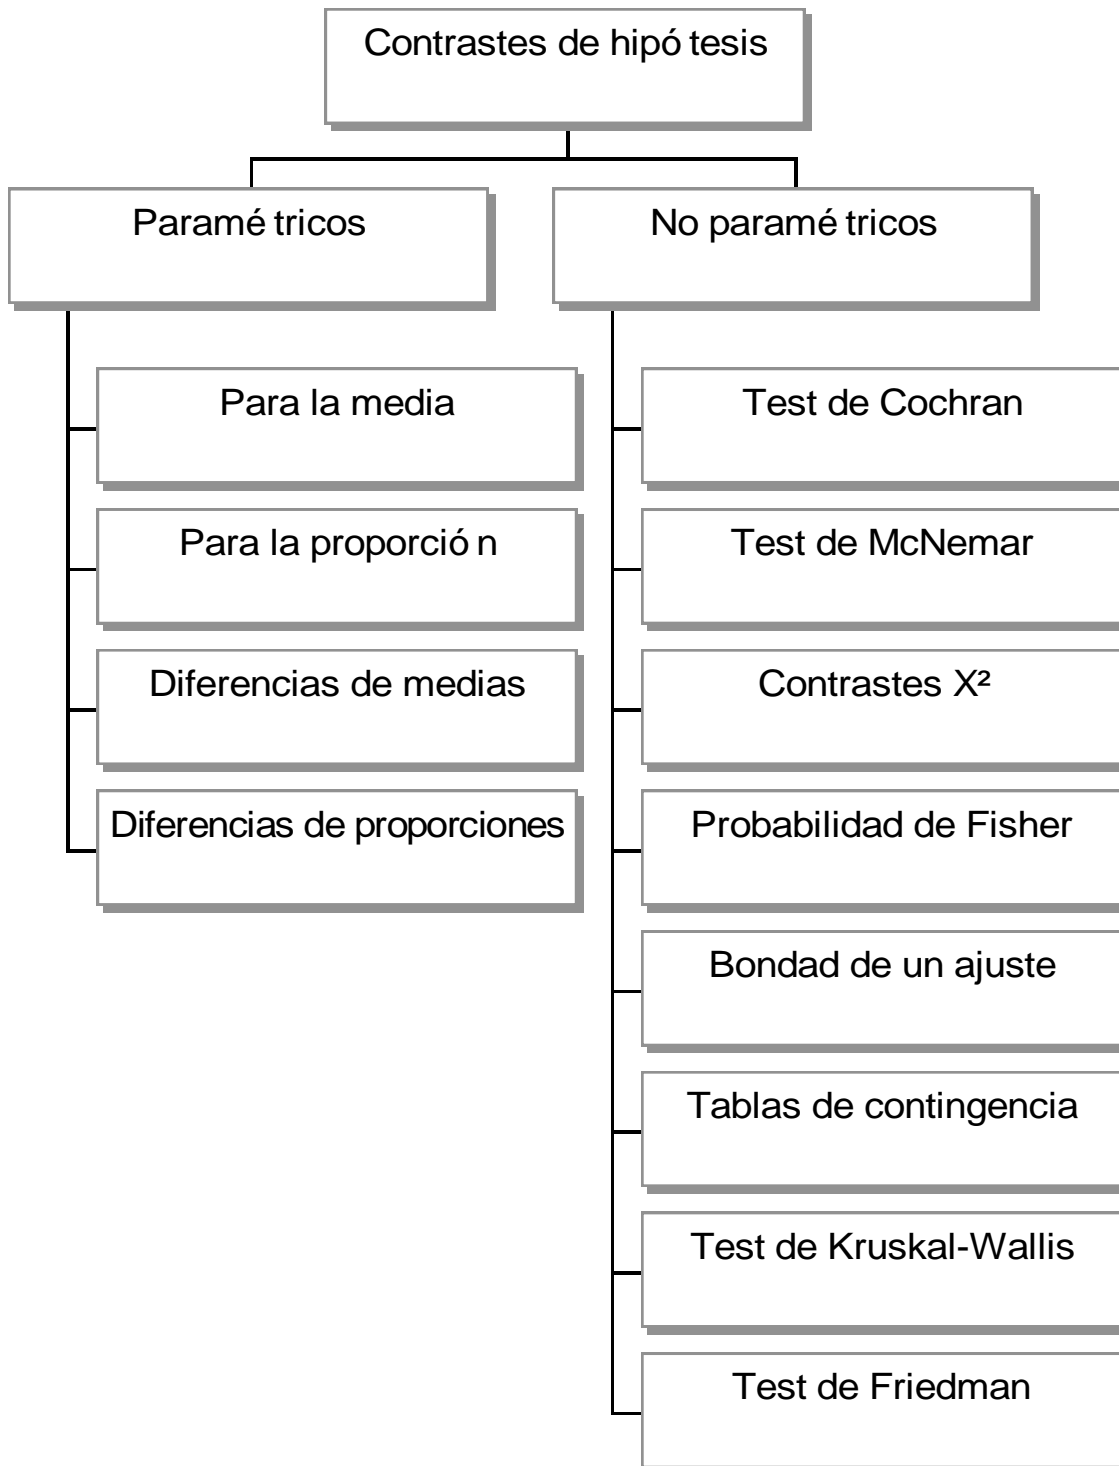 Contrastes de hipó tesis
Paramé tricos
No paramé tricos
Para la media
Para la proporció n
Diferencias de medias
Diferencias de proporciones
Test de Cochran
Test de McNemar
Contrastes X²
Probabilidad de Fisher
Bondad de un ajuste
Tablas de contingencia
Test de Kruskal-Wallis
Test de Friedman